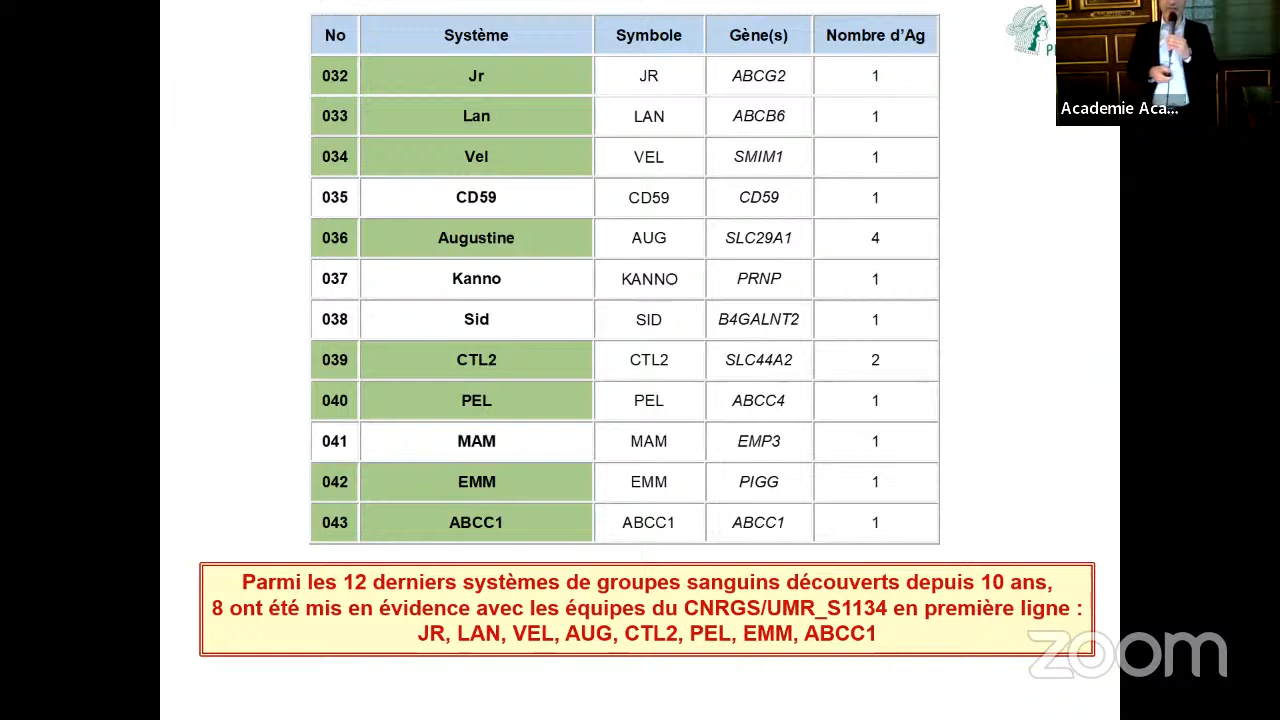 No Système Symbole Gène(s) Nombre d'Ag
032 Jr JR ABCG2 1
033 Lan LAN ABCB6 1
034 Vel VEL SMIM1 1
035 CD59 CD59 CD59 1
036 Augustine AUG SLC29A1 4
037 Kanno KANNO PRNP 1
038 Sid SID B4GALNT2 1
039 CTL2 CTL2 SLC44A2 2
040 PEL PEL ABCC4 1
041 MAM MAM EMP3 1
042 EMM EMM PIGG 1
043 ABCC1 ABCC1 ABCC1 1
Parmi les 12 derniers systèmes de groupes sanguins découverts depuis 10 ans,
8 ont été mis en évidence avec les équipes du CNRGS/UMR_S1134 en première ligne :
JR, LAN, VEL, AUG, CTL2, PEL, EMM, ABCC1
Academie Aca...
zoom